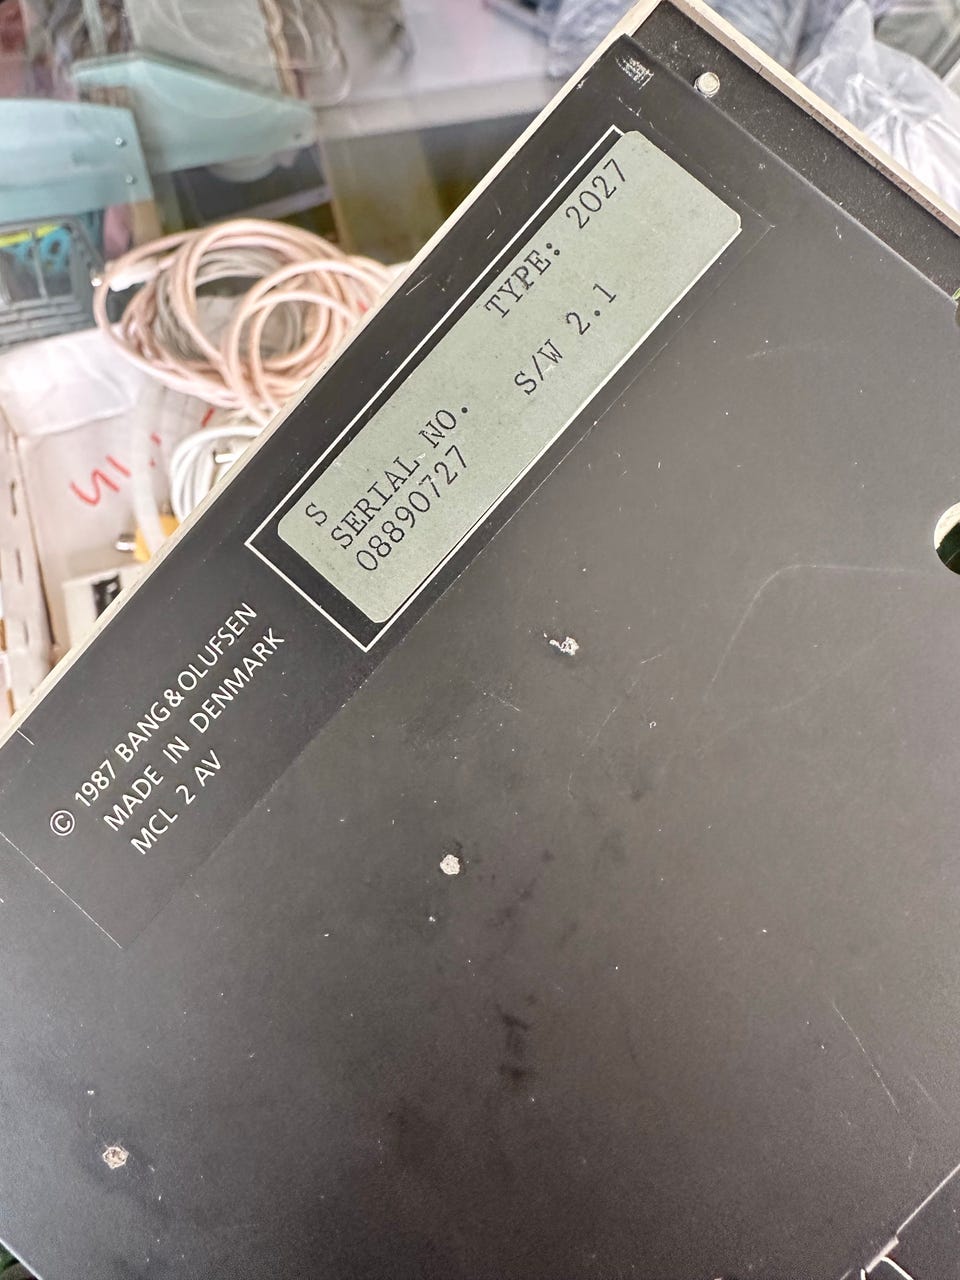 TYPE: 2027
S
SERIAL NO. S/W 2.1
08890727
© 1987 BANG & OLUFSEN
MADE IN DENMARK
MCL 2 AV